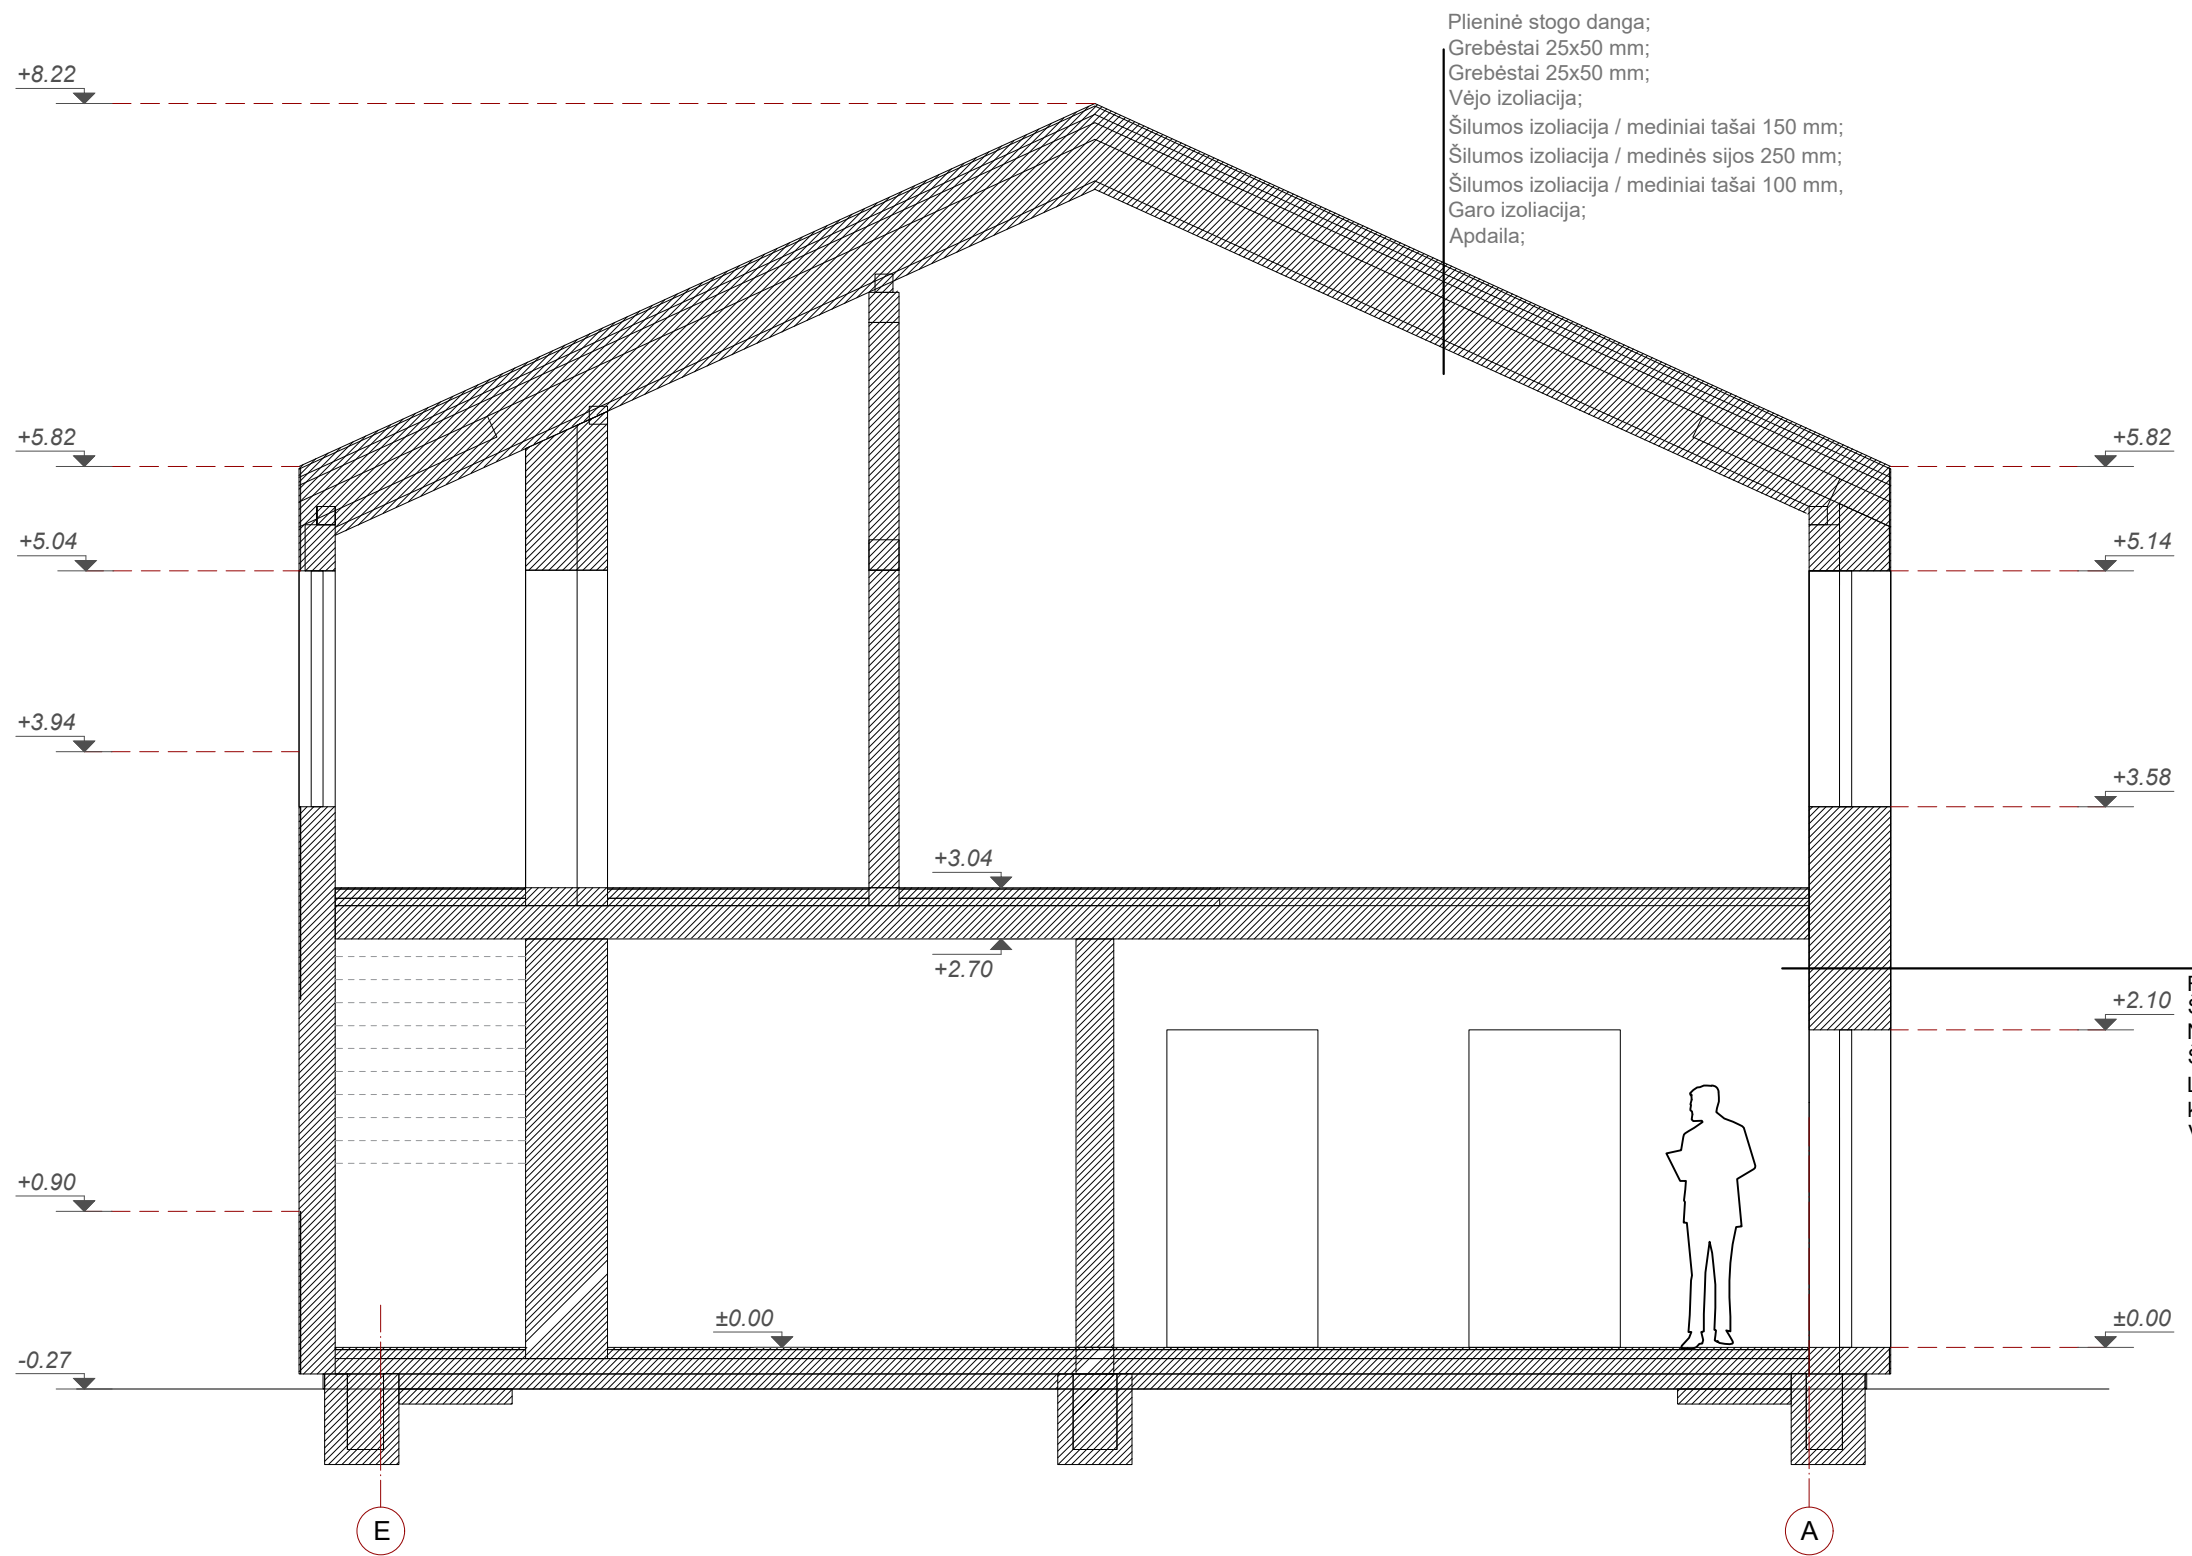 Plieninė stogo danga;
Grebėstai 25x50 mm;
Grebėstai 25x50 mm;
Vėjo izoliacija;
Šilumos izoliacija / mediniai tašai 150 mm;
Šilumos izoliacija / medinės sijos 250 mm;
Šilumos izoliacija / mediniai tašai 100 mm,
Garo izoliacija;
Apdaila;
+8.22
+5.82
+5.82
+5.04
+5.14
+3.94
+3.58
+3.04
+2.70
+2.10
+0.90
±0.00
±0.00
-0.27
E
A